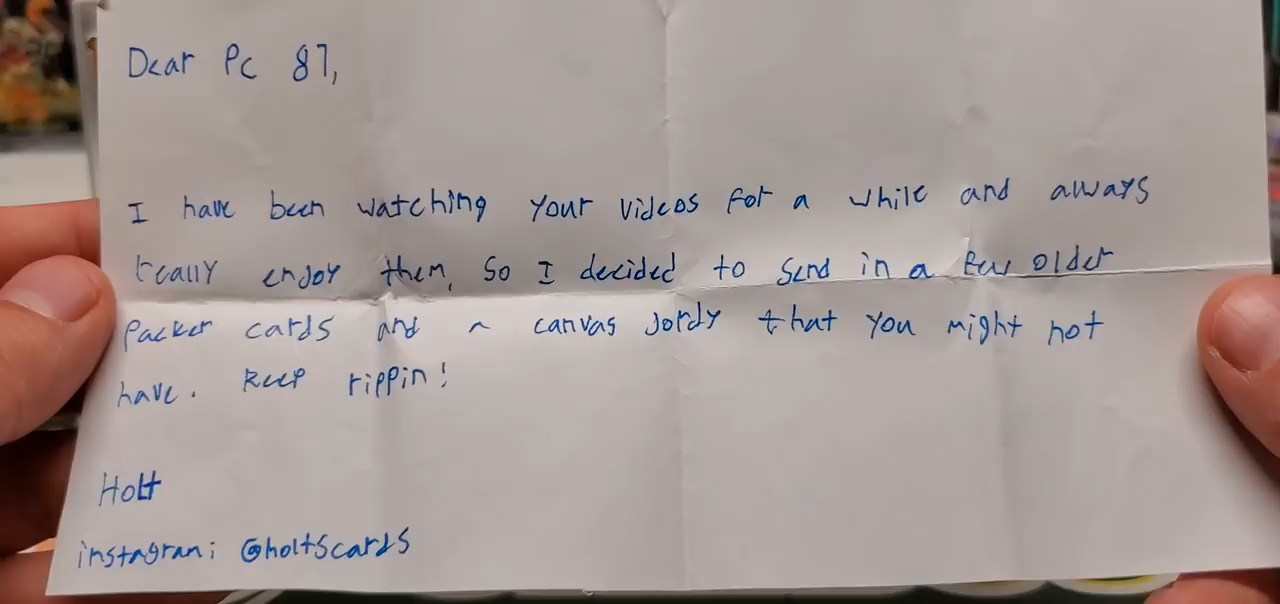 Dear Pc 87,
I have been watching your videos for a while and always
really enjoy them, So I decided to send in a few older
Packer cards and a canvas Jordy that you might not
have. Keep rippin!
Holt
instagram: @holtscards